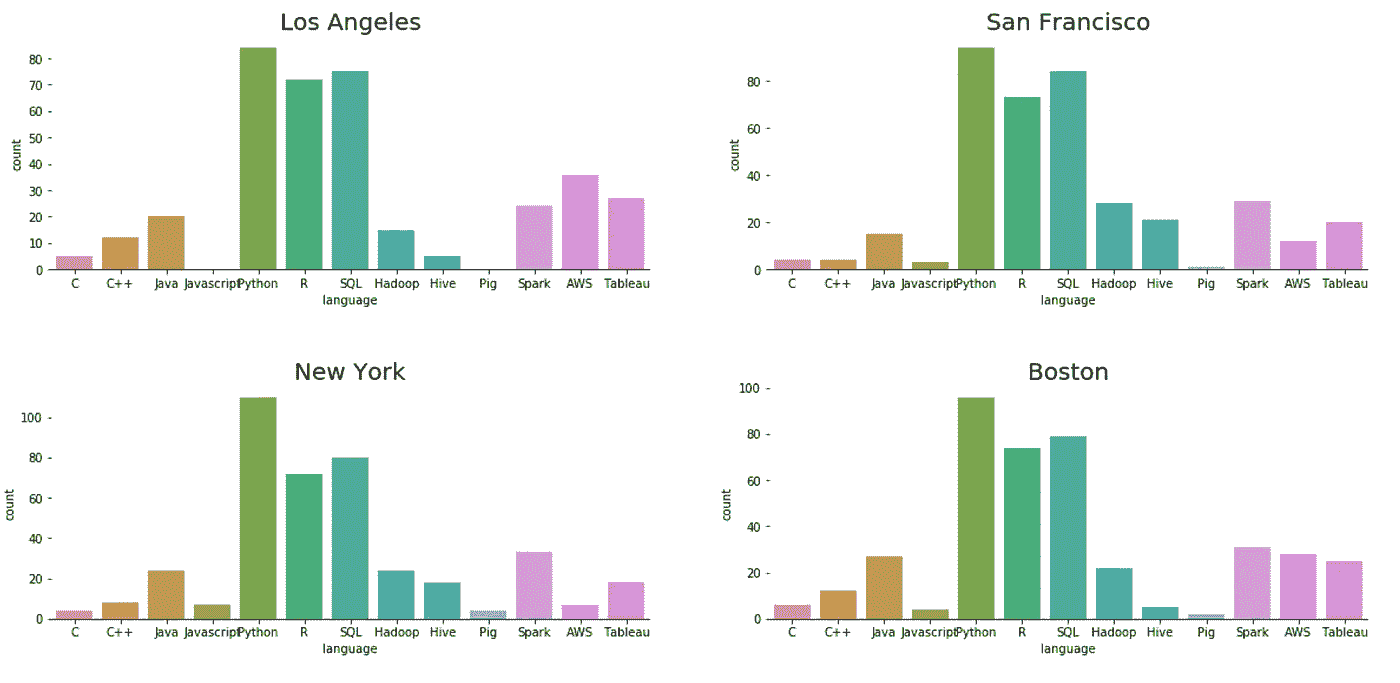 Los Angeles
count
80
70
60
50
40
30
20
10
0
C C++ Java Javascript Python R SQL Hadoop Hive Pig Spark AWS Tableau
language
San Francisco
count
80
60
40
20
0
C C++ Java Javascript Python R SQL Hadoop Hive Pig Spark AWS Tableau
language
New York
count
100
80
60
40
20
0
C C++ Java Javascript Python R SQL Hadoop Hive Pig Spark AWS Tableau
language
Boston
count
100
80
60
40
20
0
C C++ Java Javascript Python R SQL Hadoop Hive Pig Spark AWS Tableau
language